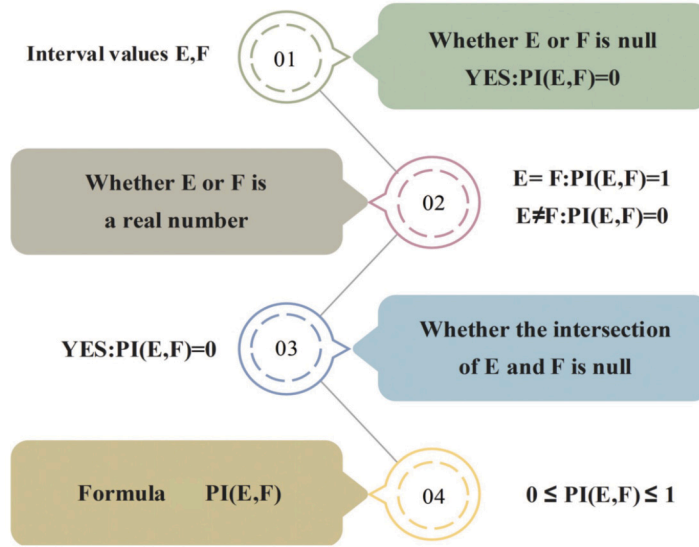 Interval values E,F
01
Whether E or F is null
YES:PI(E,F)=0
Whether E or F is
a real number
02
E= F:PI(E,F)=1
E≠F:PI(E,F)=0
YES:PI(E,F)=0
03
Whether the intersection
of E and F is null
Formula PI(E,F)
04
0 ≤ PI(E,F) ≤ 1